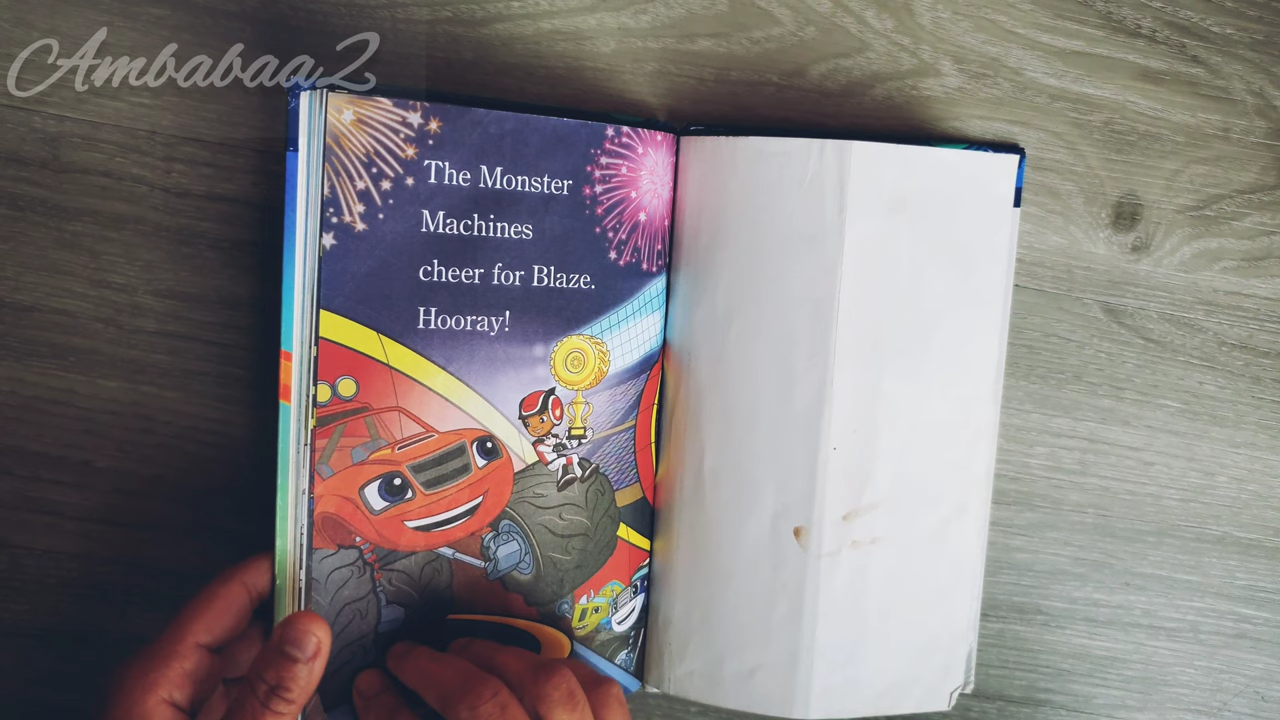 Ambabaa2
The Monster
Machines
cheer for Blaze.
Hooray!